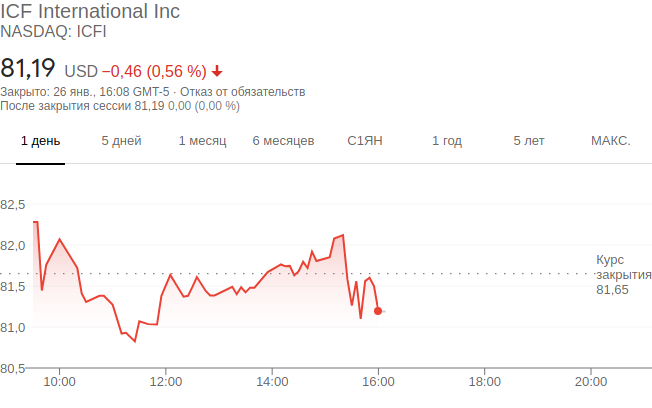 ICF International Inc
NASDAQ: ICFI
81,19 USD −0,46 (0,56 %)
Закрыто: 26 янв., 16:08 GMT-5 · Отказ от обязательств
После закрытия сессии 81,19 0,00 (0,00 %)
1 день 5 дней 1 месяц 6 месяцев С1ЯН 1 год 5 лет МАКС.
82,5
82,0
Курс
закрытия
81,65
81,5
81,0
80,5
10:00 12:00 14:00 16:00 18:00 20:00